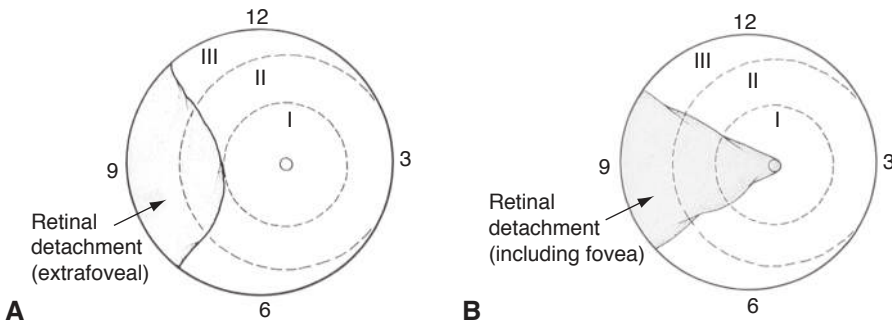 12
III
II
I
9
3
Retinal
detachment
(extrafoveal)
6
A
12
III
II
I
9
3
Retinal
detachment
(including fovea)
6
B